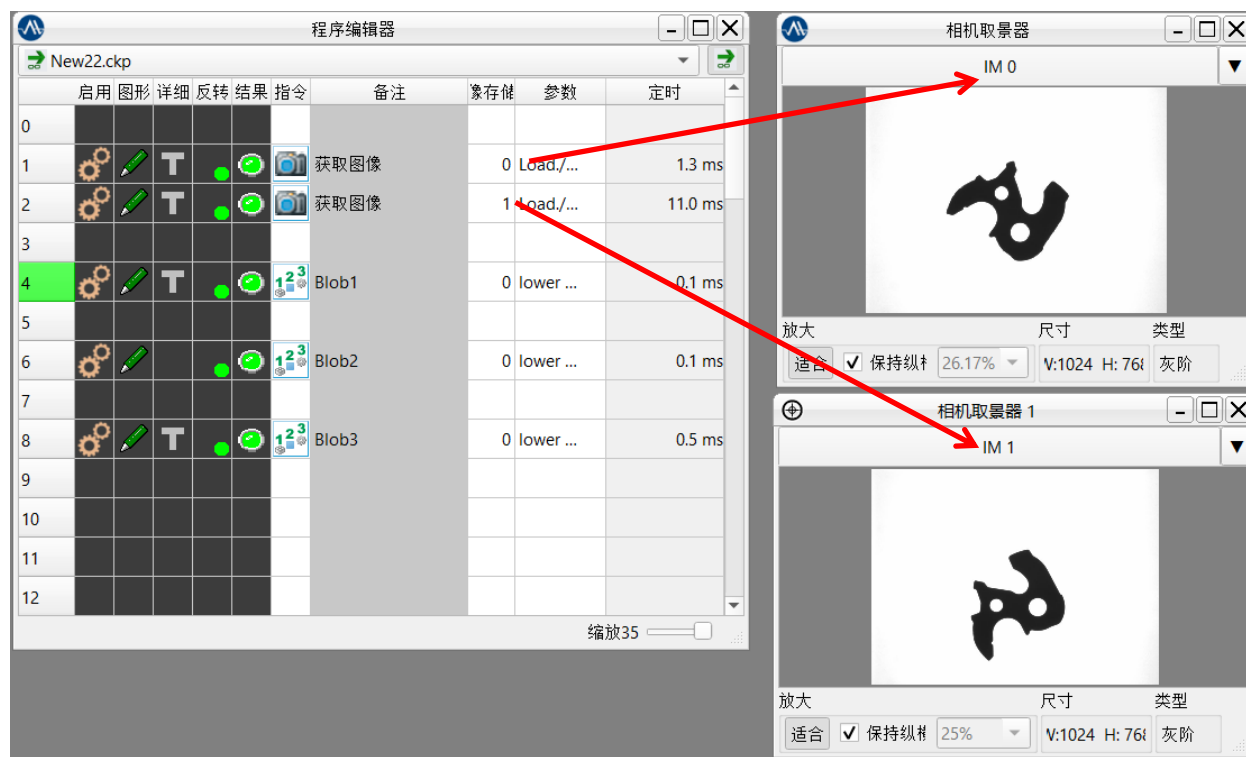 程序编辑器
New22.ckp
启用 图形 详细 反转 结果 指令 备注 象存储 参数 定时
0
1 获取图像 0 Load./... 1.3 ms
2 获取图像 1 Load./... 11.0 ms
3
4 Blob1 0 lower ... 0.1 ms
5
6 Blob2 0 lower ... 0.1 ms
7
8 Blob3 0 lower ... 0.5 ms
9
10
11
12
缩放35
相机取景器
IM 0
放大 尺寸 类型
适合 保持纵 26.17% V:1024 H: 768 灰阶
相机取景器 1
IM 1
放大 尺寸 类型
适合 保持纵 25% V:1024 H: 768 灰阶